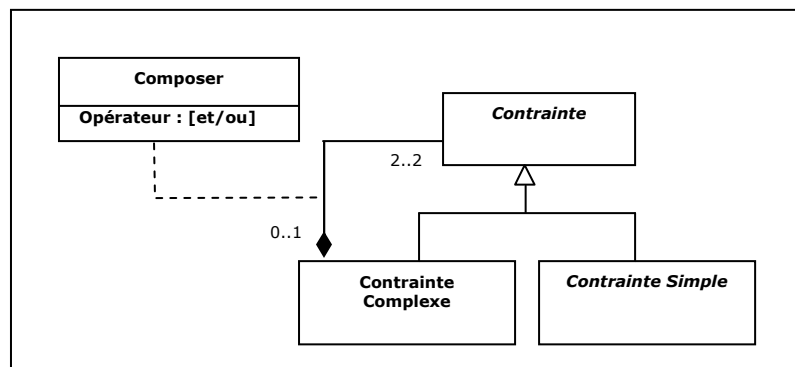 Composer
Opérateur : [et/ou]
Contrainte
2..2
0..1
Contrainte
Complexe
Contrainte Simple